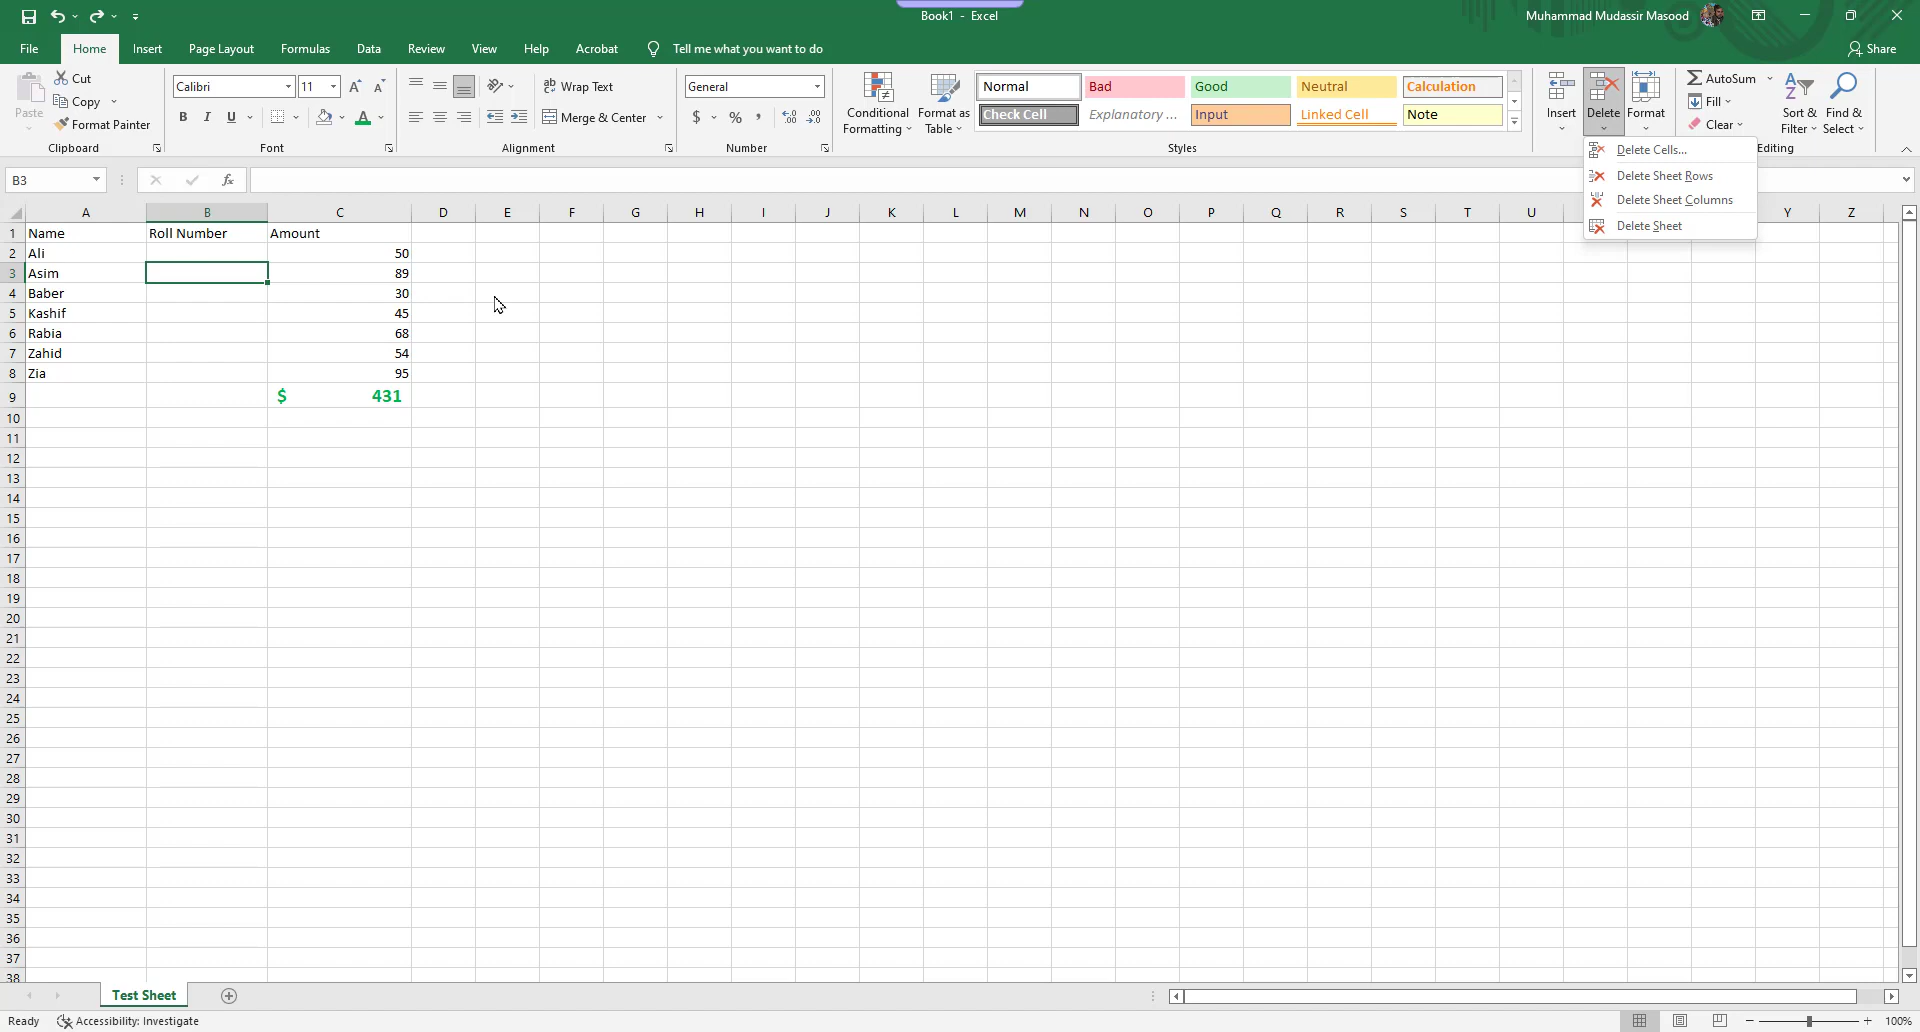 Book1 - Excel
Muhammad Mudassir Masood
File Home Insert Page Layout Formulas Data Review View Help Acrobat Tell me what you want to do Share
Paste
Cut
Copy
Format Painter
Clipboard
Calibri 11
A A
B I U A
Font
ab Wrap Text
Merge & Center
Alignment
General
$ % , .00 .00
Number
Conditional Formatting
Format as Table
Normal Bad Good Neutral Calculation
Check Cell Explanatory ... Input Linked Cell Note
Styles
Insert Delete Format
AutoSum
Fill
Clear
Sort & Filter
Find & Select
Editing
Delete Cells...
Delete Sheet Rows
Delete Sheet Columns
Delete Sheet
B3 fx
A B C D E F G H I J K L M N O P Q R S T U Y Z
1 Name Roll Number Amount
2 Ali 50
3 Asim 89
4 Baber 30
5 Kashif 45
6 Rabia 68
7 Zahid 54
8 Zia 95
9 $ 431
10
11
12
13
14
15
16
17
18
19
20
21
22
23
24
25
26
27
28
29
30
31
32
33
34
35
36
37
38
Test Sheet
Ready Accessibility: Investigate 100%